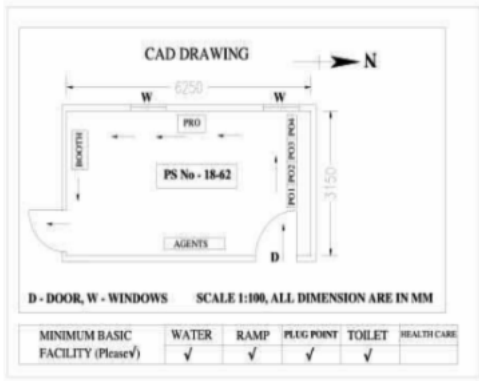 CAD DRAWING
N
6250
W W
PRO
BOOTH
PO1 PO2 PO3 PO4
PS No - 18-62
3150
AGENTS
D
D - DOOR, W - WINDOWS SCALE 1:100, ALL DIMENSION ARE IN MM
MINIMUM BASIC WATER RAMP PLUG POINT TOILET HEALTH CARE
FACILITY (Please√) √ √ √ √